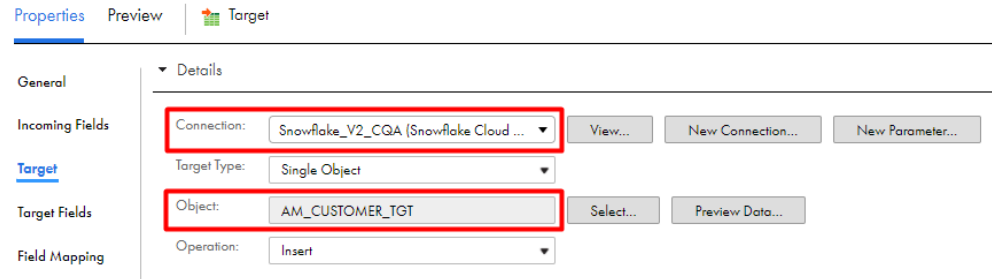 Properties Preview Target
Details
General
Incoming Fields
Target
Target Fields
Field Mapping
Connection: Snowflake_V2_CQA (Snowflake Cloud ... View... New Connection... New Parameter...
Target Type: Single Object
Object: AM_CUSTOMER_TGT Select... Preview Data...
Operation: Insert